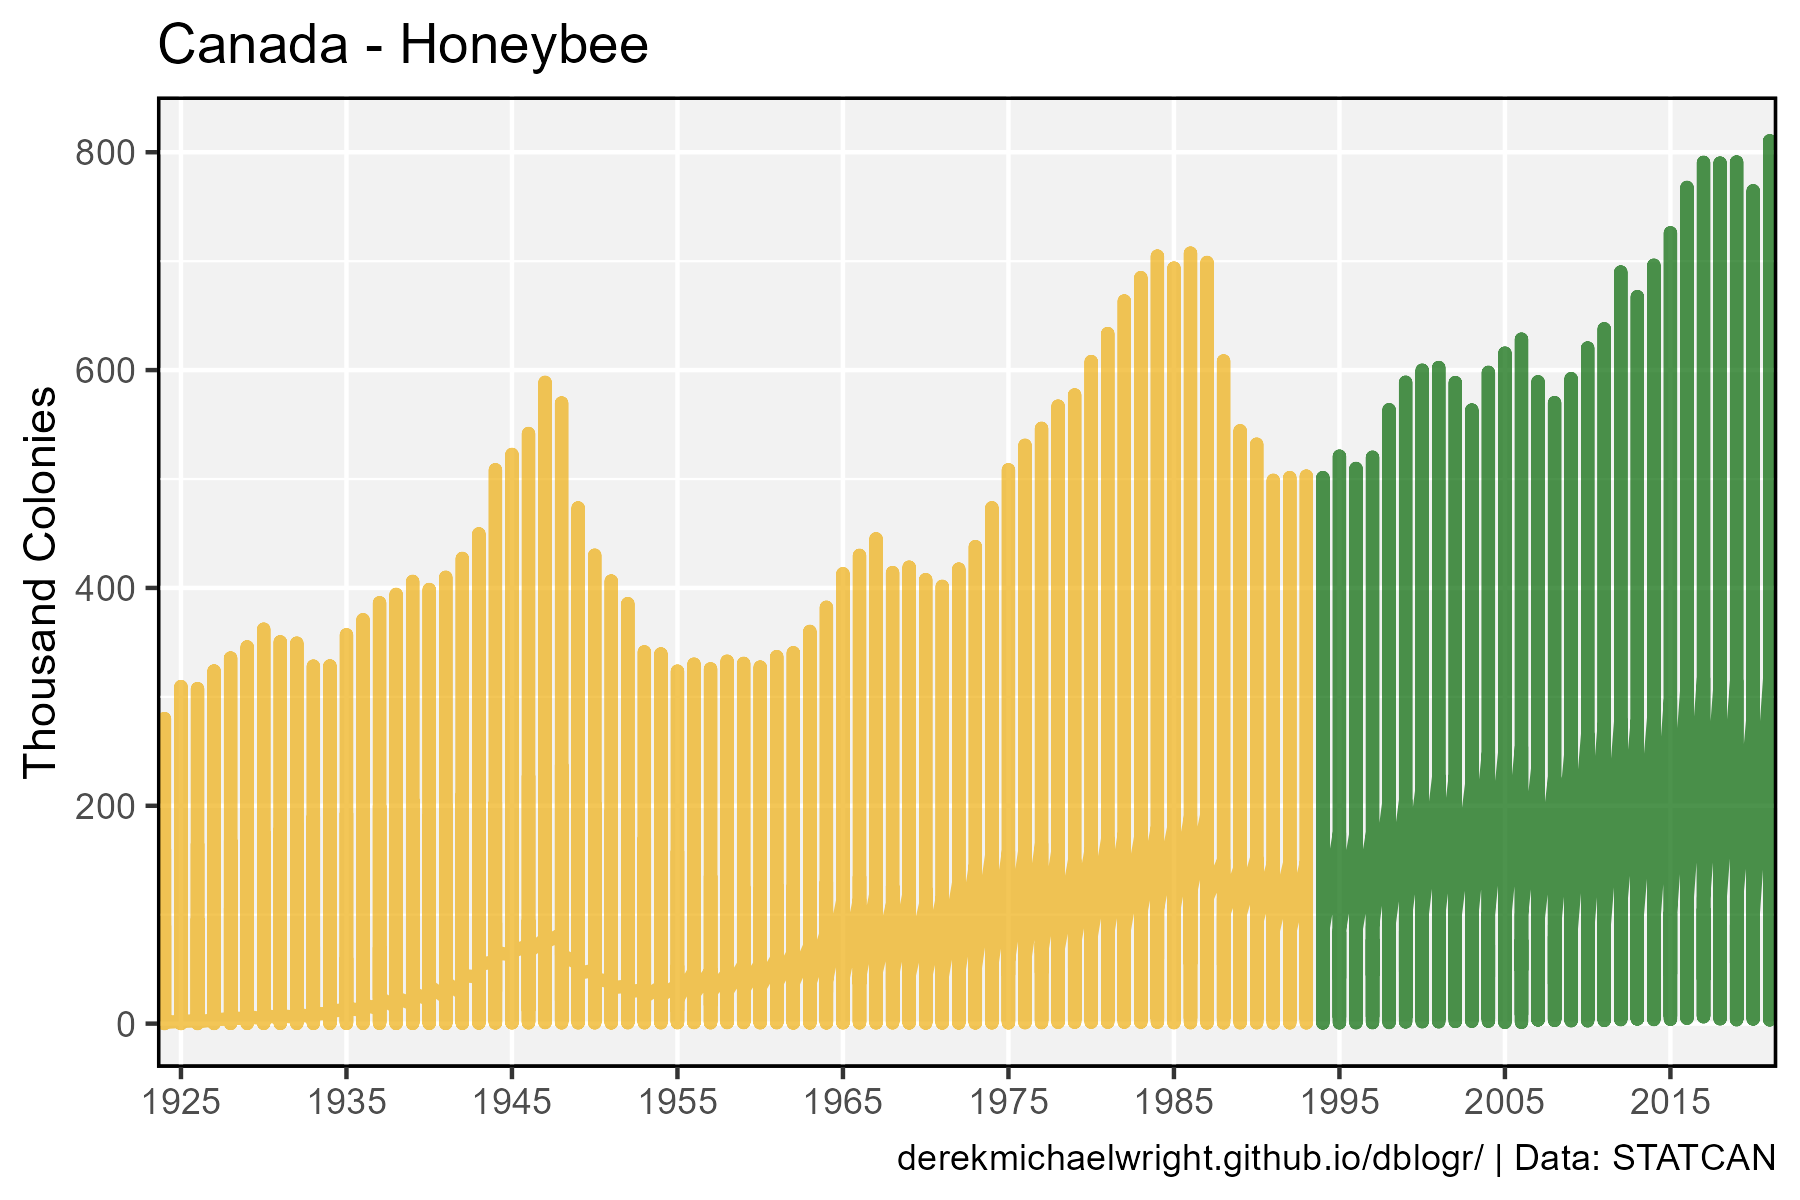 Canada - Honeybee
Thousand Colonies
800
600
400
200
0
1925 1935 1945 1955 1965 1975 1985 1995 2005 2015
derekmichaelwright.github.io/dblogr/ | Data: STATCAN